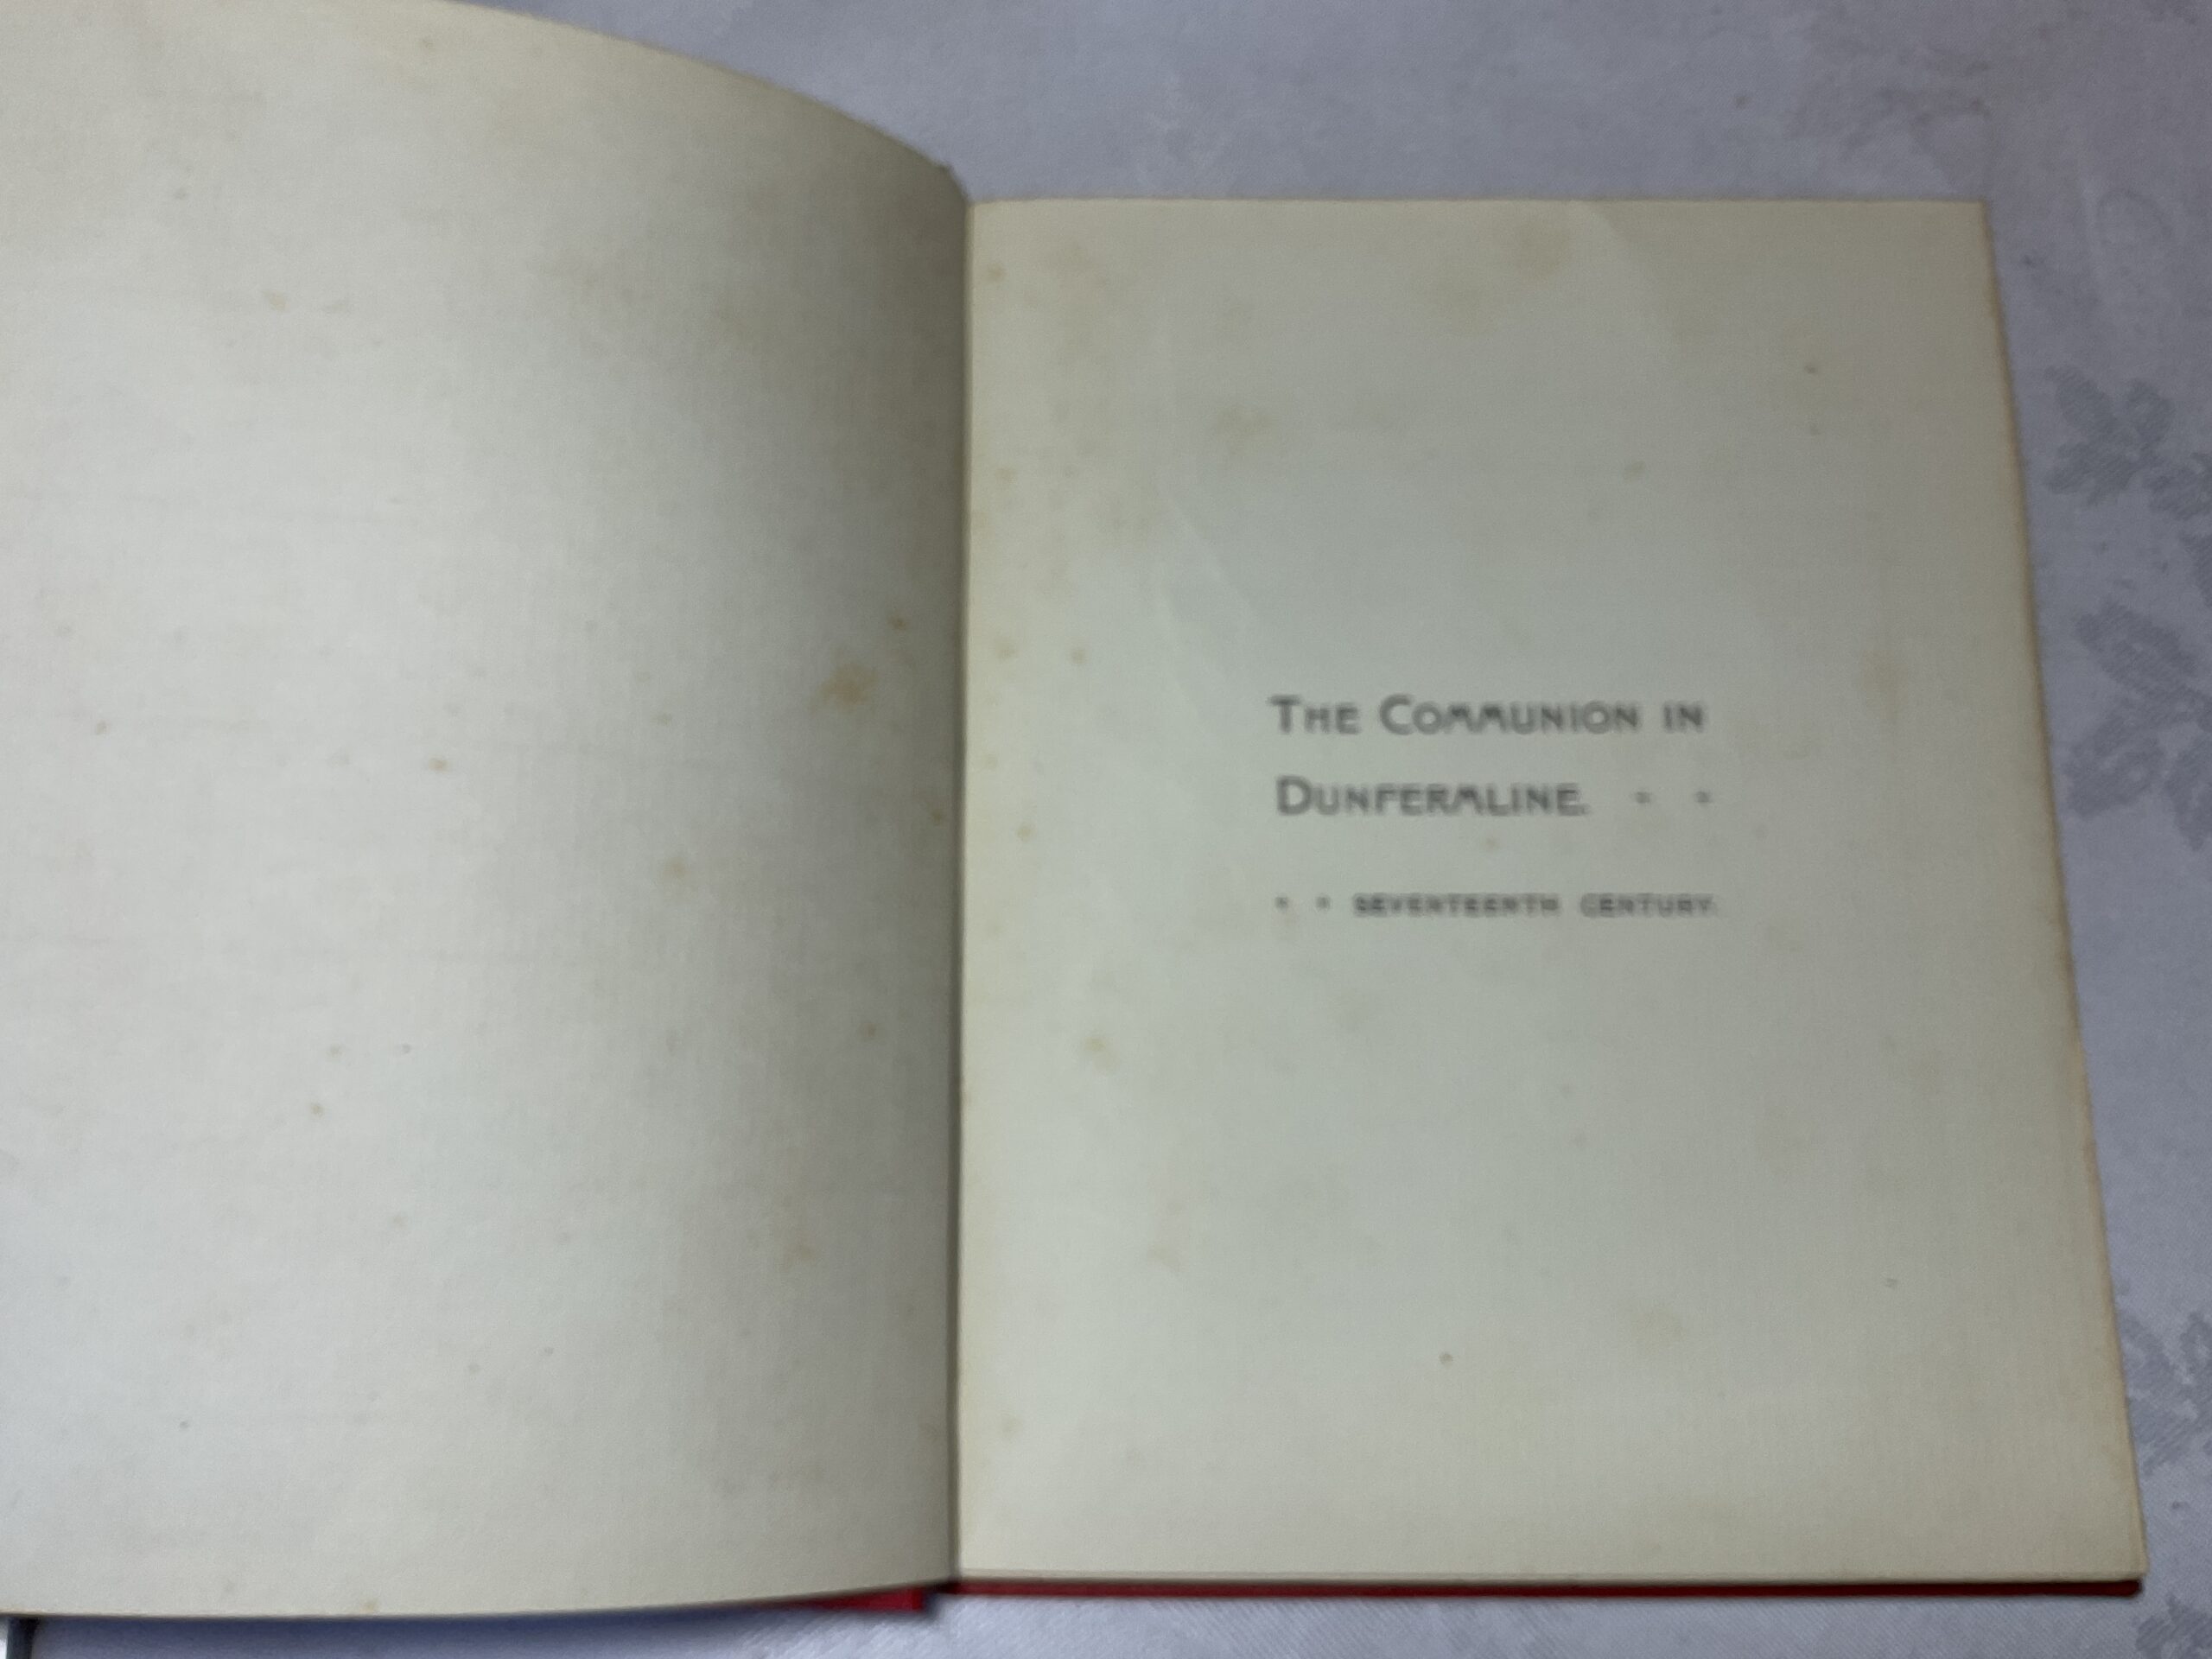 The Communion in
Dunfermline. • •
• • SEVENTEENTH CENTURY.